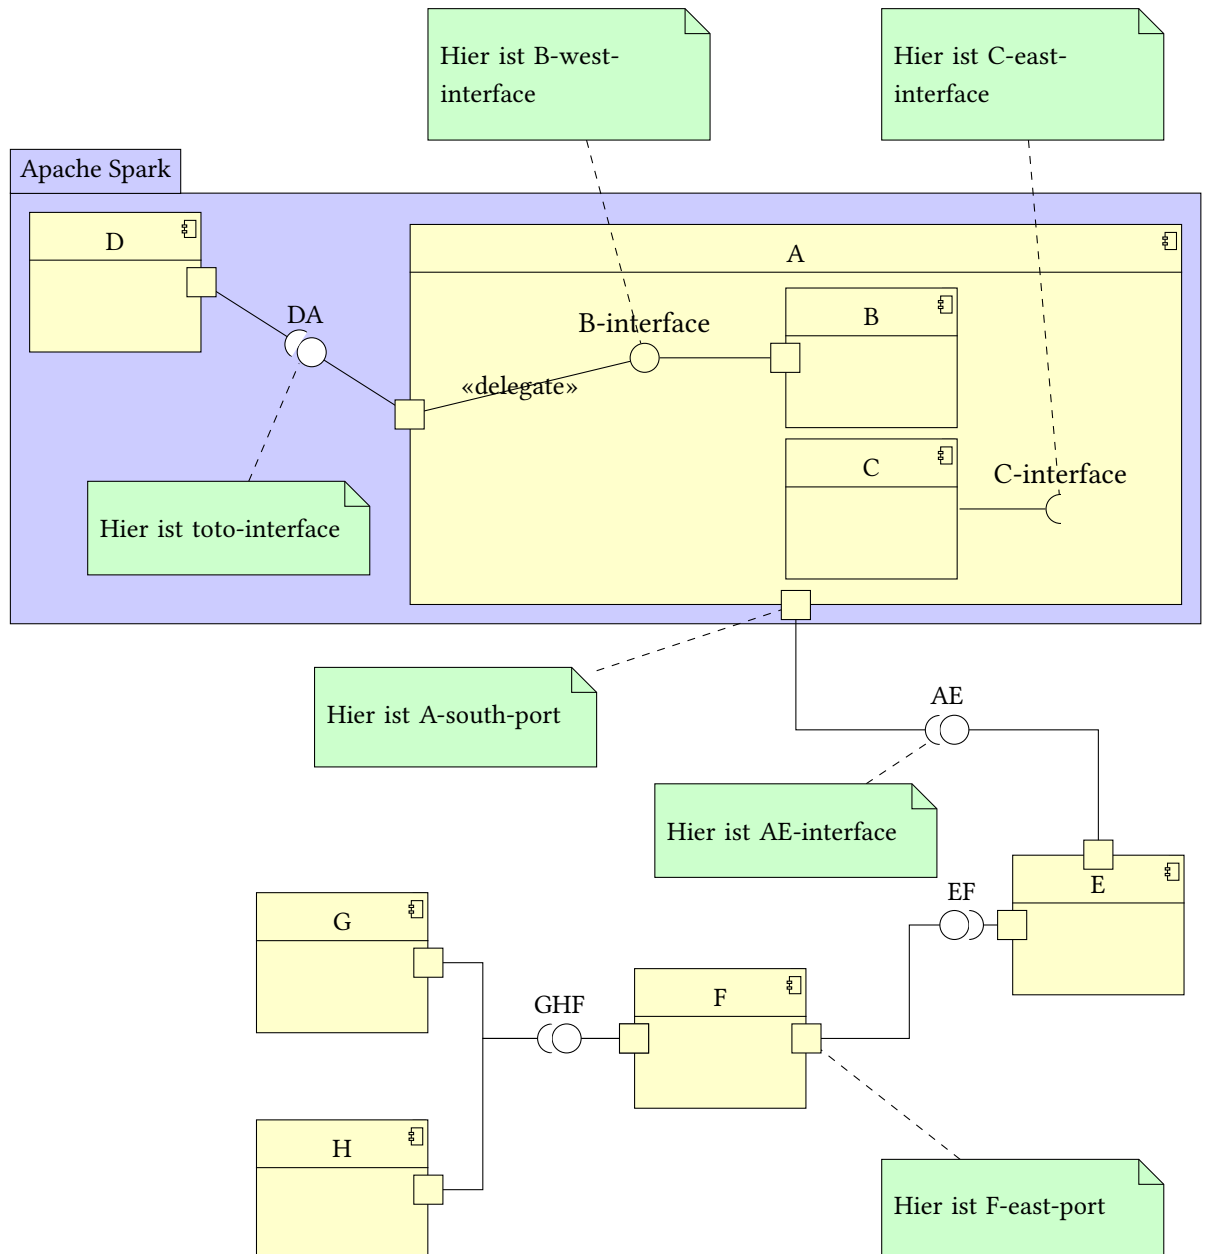 Hier ist B-west-
interface
Hier ist C-east-
interface
Apache Spark
D
A
DA
B-interface
B
«delegate»
C
C-interface
Hier ist toto-interface
Hier ist A-south-port
AE
Hier ist AE-interface
E
EF
G
F
GHF
H
Hier ist F-east-port